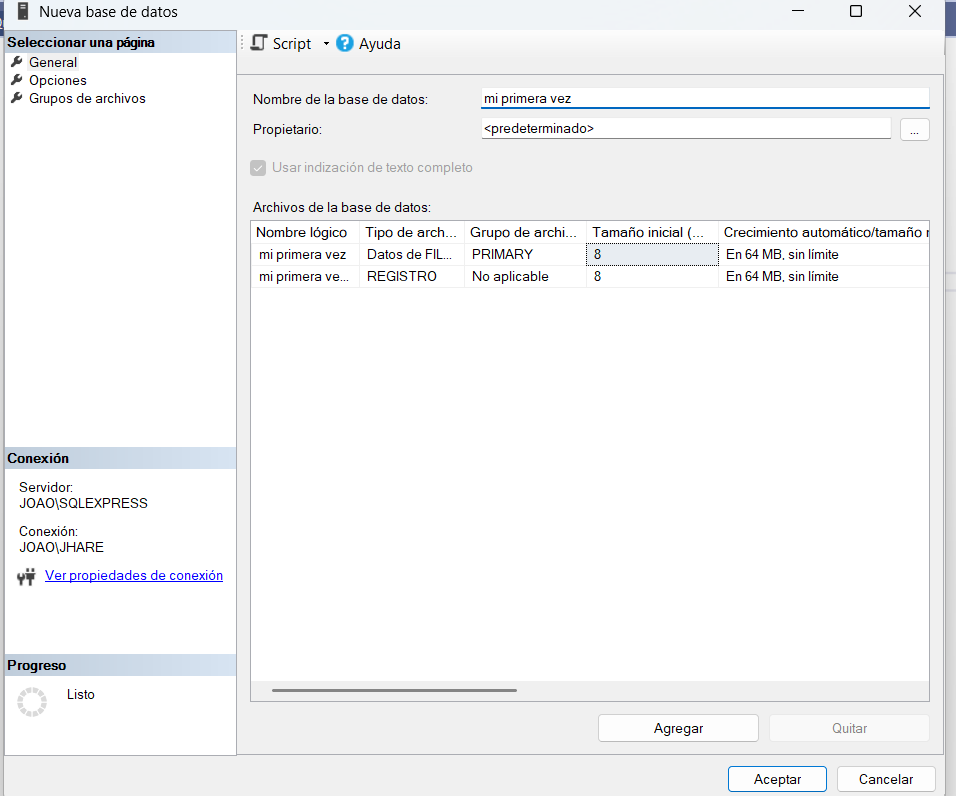 Nueva base de datos
Seleccionar una página
General
Opciones
Grupos de archivos
Script
Ayuda
Nombre de la base de datos: mi primera vez
Propietario: <predeterminado> ...
Usar indización de texto completo
Archivos de la base de datos:
Nombre lógico Tipo de arch... Grupo de archi... Tamaño inicial (... Crecimiento automático/tamaño
mi primera vez Datos de FIL... PRIMARY 8 En 64 MB, sin límite
mi primera ve... REGISTRO No aplicable 8 En 64 MB, sin límite
Conexión
Servidor:
JOAO\SQLEXPRESS
Conexión:
JOAO\JHARE
Ver propiedades de conexión
Progreso
Listo
Agregar Quitar
Aceptar Cancelar